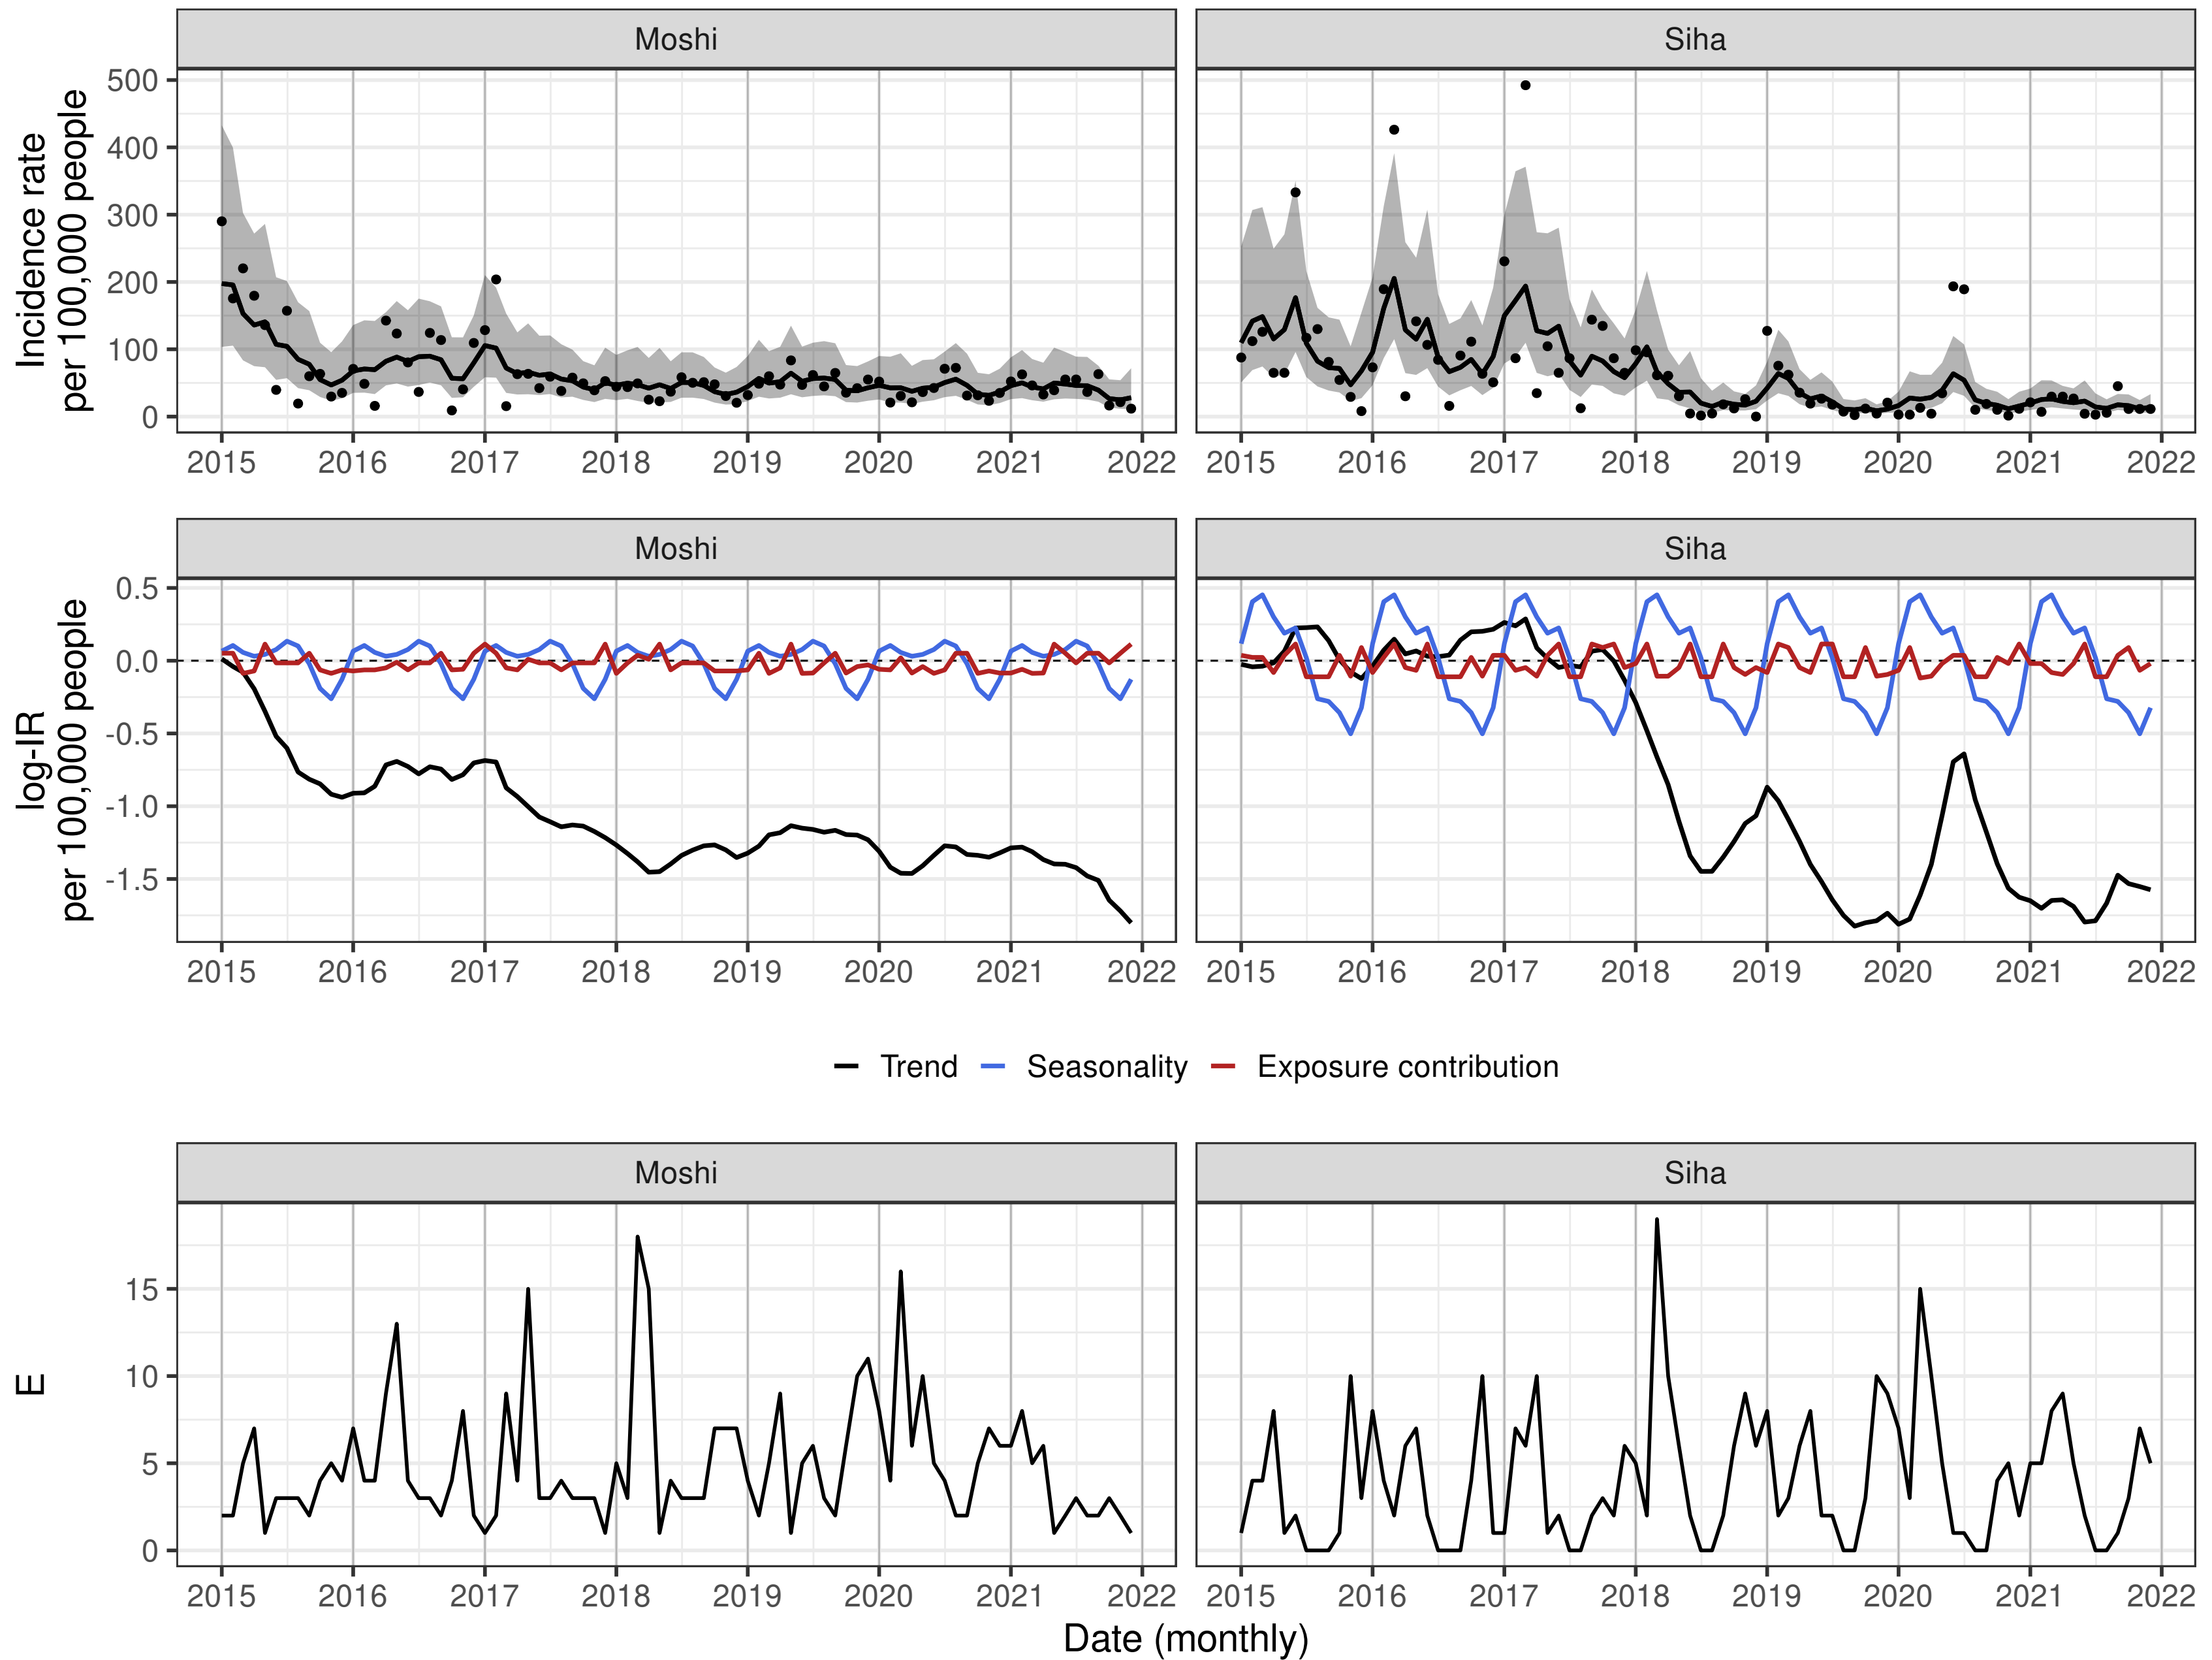 Moshi Siha
Incidence rate
per 100,000 people
500
400
300
200
100
0
2015 2016 2017 2018 2019 2020 2021 2022 2015 2016 2017 2018 2019 2020 2021 2022
Moshi Siha
log-IR
per 100,000 people
0.5
0.0
-0.5
-1.0
-1.5
2015 2016 2017 2018 2019 2020 2021 2022 2015 2016 2017 2018 2019 2020 2021 2022
Trend Seasonality Exposure contribution
Moshi Siha
E
15
10
5
0
2015 2016 2017 2018 2019 2020 2021 2022 2015 2016 2017 2018 2019 2020 2021 2022
Date (monthly)